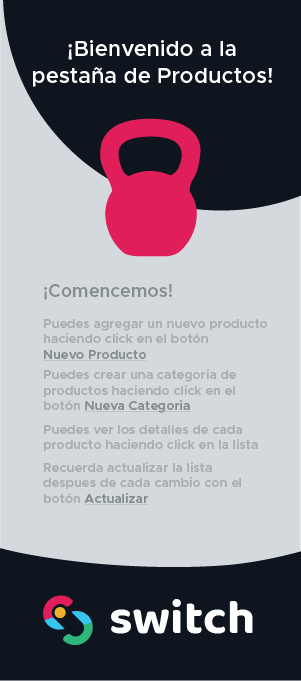 ¡Bienvenido a la
pestaña de Productos!
¡Comencemos!
Puedes agregar un nuevo producto
haciendo click en el botón
Nuevo Producto
Puedes crear una categoria de
productos haciendo click en el
botón Nueva Categoria
Puedes ver los detalles de cada
producto haciendo click en la lista
Recuerda actualizar la lista
despues de cada cambio con el
botón Actualizar
switch